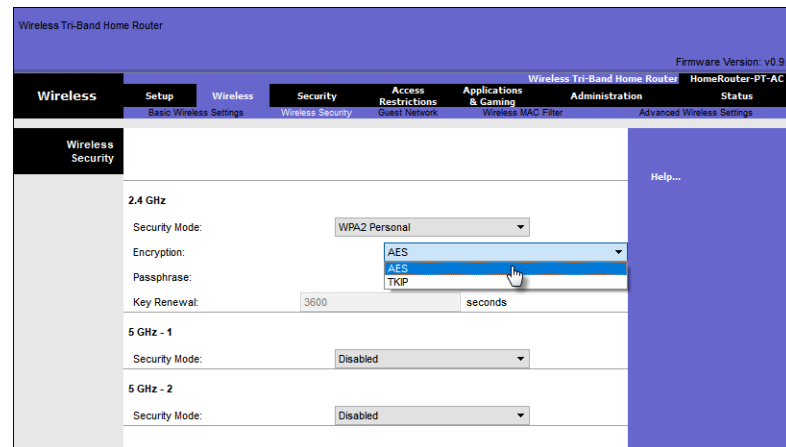 Wireless Tri-Band Home Router
Firmware Version: v0.9.
Wireless Tri-Band Home Router HomeRouter-PT-AC
Wireless Setup Wireless Security Access Restrictions Applications & Gaming Administration Status
Basic Wireless Settings Wireless Security Guest Network Wireless MAC Filter Advanced Wireless Settings
Wireless Security
Help...
2.4 GHz
Security Mode: WPA2 Personal
Encryption: AES
AES
TKIP
Passphrase:
Key Renewal: 3600 seconds
5 GHz - 1
Security Mode: Disabled
5 GHz - 2
Security Mode: Disabled